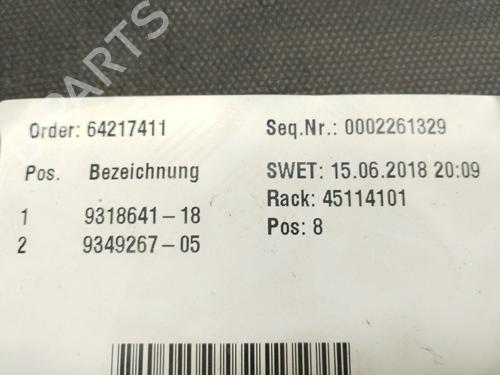 Order: 64217411
Seq.Nr.: 0002261329
Pos. Bezeichnung
SWET: 15.06.2018 20:09
Rack: 45114101
1 9318641-18
Pos: 8
2 9349267-05
B-PARTS